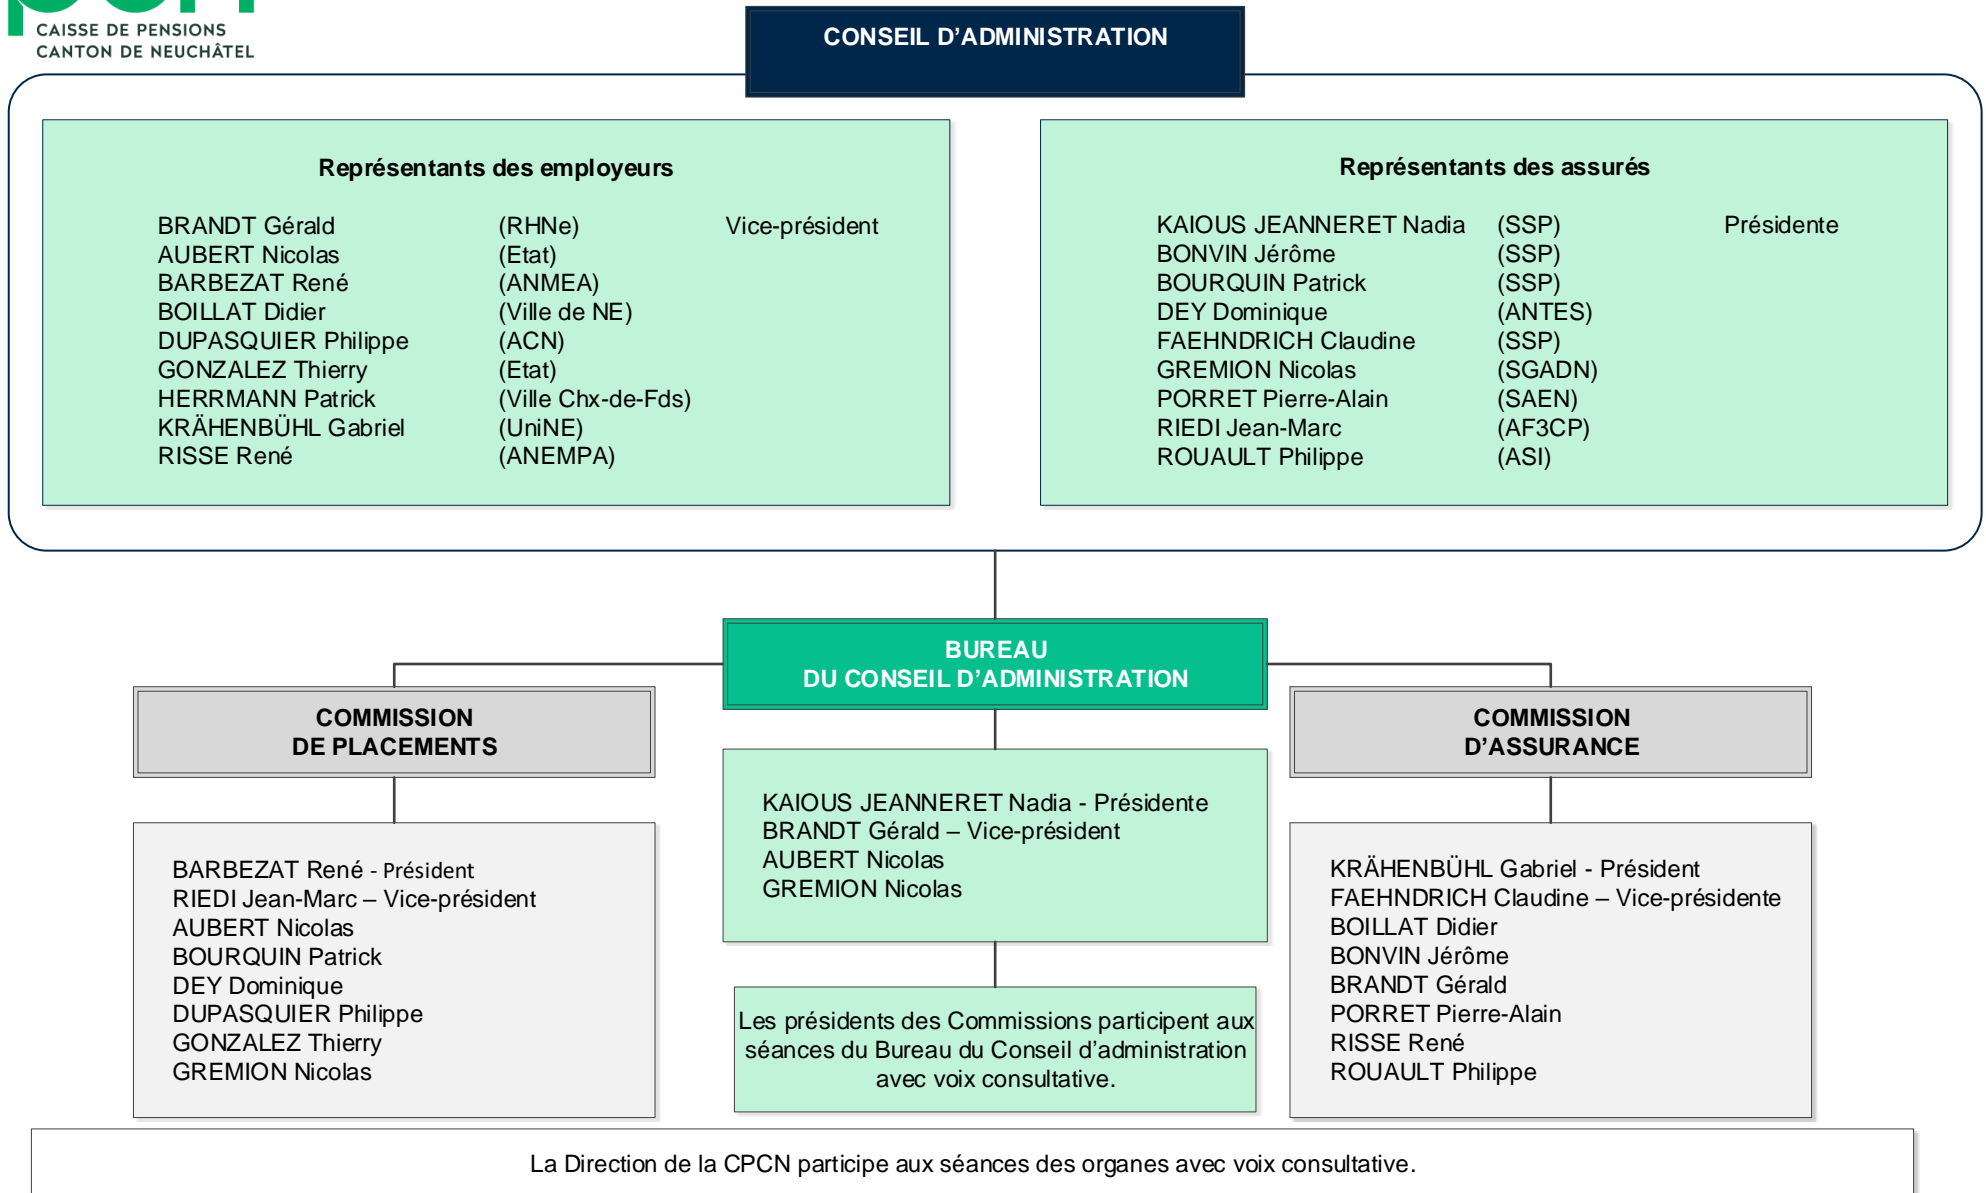 CAISSE DE PENSIONS
CANTON DE NEUCHÂTEL
CONSEIL D'ADMINISTRATION
Représentants des employeurs
BRANDT Gérald (RHNe) Vice-président
AUBERT Nicolas (Etat)
BARBEZAT René (ANMEA)
BOILLAT Didier (Ville de NE)
DUPASQUIER Philippe (ACN)
GONZALEZ Thierry (Etat)
HERRMANN Patrick (Ville Chx-de-Fds)
KRÄHENBÜHL Gabriel (UniNE)
RISSE René (ANEMPA)
Représentants des assurés
KAIOUS JEANNERET Nadia (SSP) Présidente
BONVIN Jérôme (SSP)
BOURQUIN Patrick (SSP)
DEY Dominique (ANTES)
FAEHNDRICH Claudine (SSP)
GREMION Nicolas (SGADN)
PORRET Pierre-Alain (SAEN)
RIEDI Jean-Marc (AF3CP)
ROUAULT Philippe (ASI)
BUREAU
DU CONSEIL D'ADMINISTRATION
COMMISSION
DE PLACEMENTS
BARBEZAT René - Président
RIEDI Jean-Marc – Vice-président
AUBERT Nicolas
BOURQUIN Patrick
DEY Dominique
DUPASQUIER Philippe
GONZALEZ Thierry
GREMION Nicolas
KAIOUS JEANNERET Nadia - Présidente
BRANDT Gérald – Vice-président
AUBERT Nicolas
GREMION Nicolas
Les présidents des Commissions participent aux
séances du Bureau du Conseil d'administration
avec voix consultative.
COMMISSION
D'ASSURANCE
KRÄHENBÜHL Gabriel - Président
FAEHNDRICH Claudine – Vice-présidente
BOILLAT Didier
BONVIN Jérôme
BRANDT Gérald
PORRET Pierre-Alain
RISSE René
ROUAULT Philippe
La Direction de la CPCN participe aux séances des organes avec voix consultative.